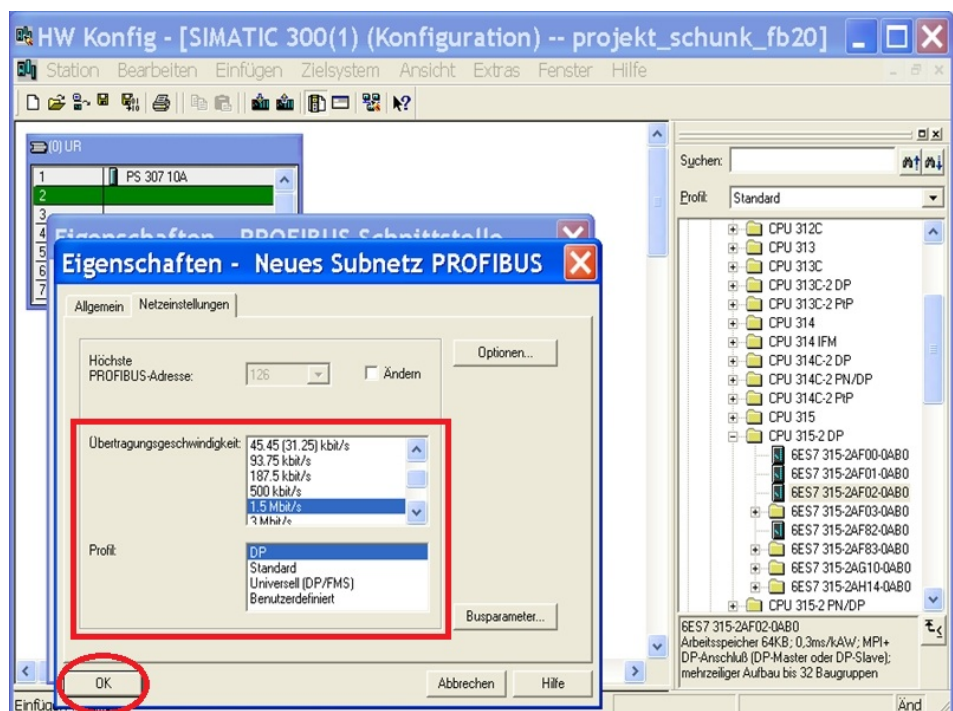 HW Konfig - [SIMATIC 300(1) (Konfiguration) -- projekt_schunk_fb20]
Station Bearbeiten Einfügen Zielsystem Ansicht Extras Fenster Hilfe
(0) UR
1 PS 307 10A
2
3
4
5
6
7
Eigenschaften - PROFIBUS Schnittstelle
Eigenschaften - Neues Subnetz PROFIBUS
Allgemein Netzeinstellungen
Höchste
PROFIBUS-Adresse:
126
Ändern
Optionen...
Übertragungsgeschwindigkeit:
45.45 (31.25) kbit/s
93.75 kbit/s
187.5 kbit/s
500 kbit/s
1.5 Mbit/s
3 Mbit/s
Profil:
DP
Standard
Universell (DP/FMS)
Benutzerdefiniert
Busparameter...
OK
Abbrechen
Hilfe
Suchen:
Profil: Standard
CPU 312C
CPU 313
CPU 313C
CPU 313C-2 DP
CPU 313C-2 PtP
CPU 314
CPU 314 IFM
CPU 314C-2 DP
CPU 314C-2 PN/DP
CPU 314C-2 PtP
CPU 315
CPU 315-2 DP
6ES7 315-2AF00-0AB0
6ES7 315-2AF01-0AB0
6ES7 315-2AF02-0AB0
6ES7 315-2AF03-0AB0
6ES7 315-2AF82-0AB0
6ES7 315-2AF83-0AB0
6ES7 315-2AG10-0AB0
6ES7 315-2AH14-0AB0
CPU 315-2 PN/DP
6ES7 315-2AF02-0AB0
Arbeitsspeicher 64KB; 0,3ms/kAW; MPI+
DP-Anschluß (DP-Master oder DP-Slave);
mehrzeiliger Aufbau bis 32 Baugruppen
Änd